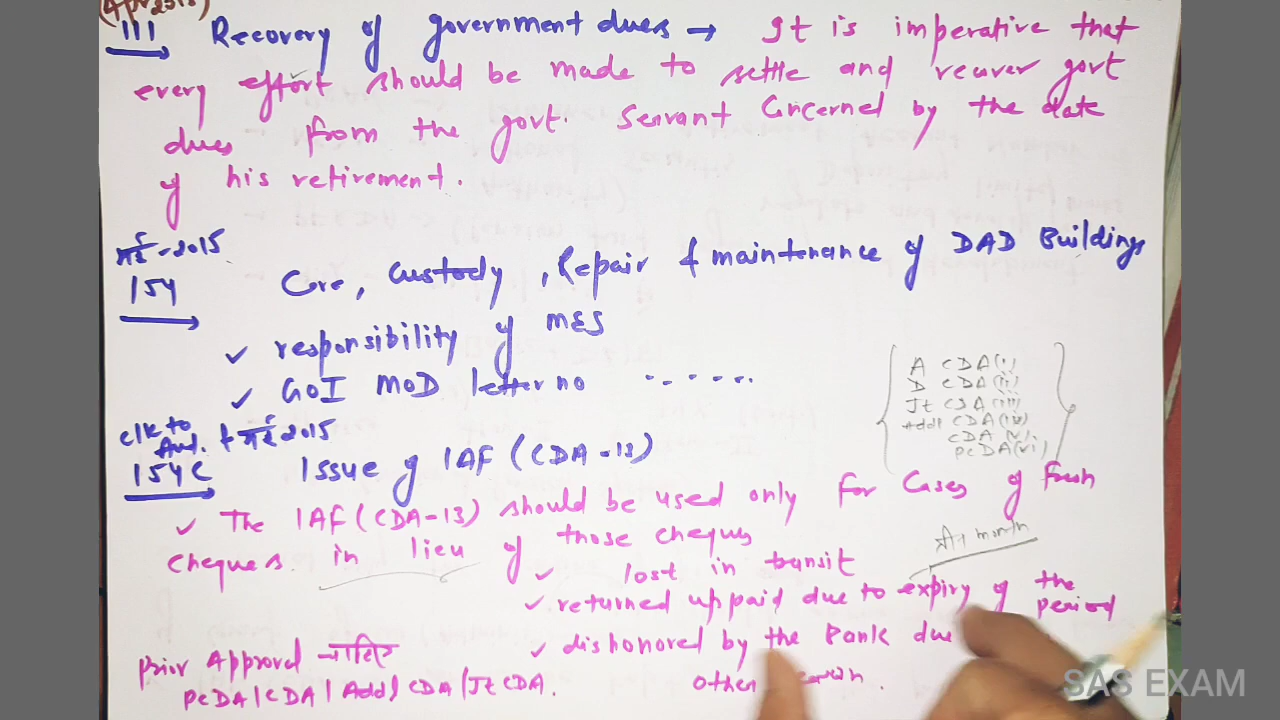 (Apr 2018)
111 Recovery of government dues → It is imperative that
every effort should be made to settle and recover govt
dues from the govt. Servant Concerned by the date
of his retirement.
2015
154 Care, Custody, Repair & maintenance of DAD Buildings
✓ responsibility of MES
✓ GOI MOD letter no ......
A CDA(i)
D CDA(ii)
Jt CDA(iii)
Addl CDA(iv)
CDA (v)
PCDA(vi)
Clk to
Aud. 2015
154C Issue of IAF (CDA-13)
✓ The IAF(CDA-13) should be used only for Cases of fresh
cheques in lieu of those cheques
✓ lost in transit
month
✓ returned unpaid due to expiry of the period
✓ dishonored by the Bank due
other
Prior Approval → चाहिए
PCDA/CDA/Addl CDA/Jt CDA.
SAS EXAM